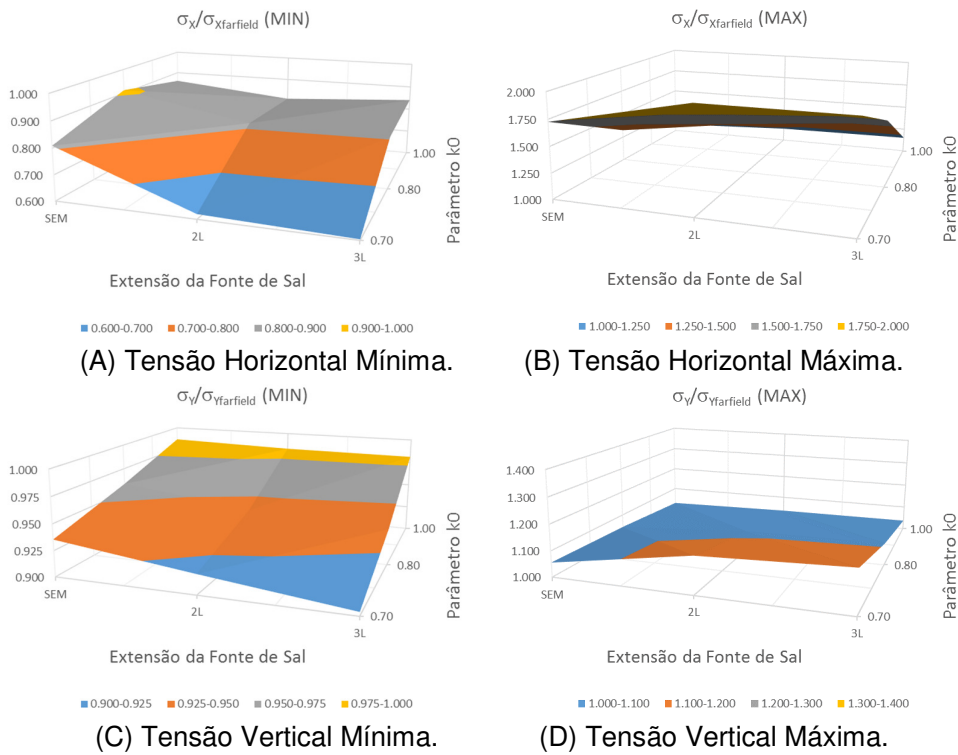 σX/σXfarfield (MIN)
1.000
0.900
0.800
0.700
0.600
SEM
2L
3L
1.00
0.80
0.70
Parâmetro k0
Extensão da Fonte de Sal
0.600-0.700 0.700-0.800 0.800-0.900 0.900-1.000
(A) Tensão Horizontal Mínima.
σX/σXfarfield (MAX)
2.000
1.750
1.500
1.250
1.000
SEM
2L
3L
1.00
0.80
0.70
Parâmetro k0
Extensão da Fonte de Sal
1.000-1.250 1.250-1.500 1.500-1.750 1.750-2.000
(B) Tensão Horizontal Máxima.
σY/σYfarfield (MIN)
1.000
0.975
0.950
0.925
0.900
SEM
2L
3L
1.00
0.80
0.70
Parâmetro k0
Extensão da Fonte de Sal
0.900-0.925 0.925-0.950 0.950-0.975 0.975-1.000
(C) Tensão Vertical Mínima.
σY/σYfarfield (MAX)
1.400
1.300
1.200
1.100
1.000
SEM
2L
3L
1.00
0.80
0.70
Parâmetro k0
Extensão da Fonte de Sal
1.000-1.100 1.100-1.200 1.200-1.300 1.300-1.400
(D) Tensão Vertical Máxima.